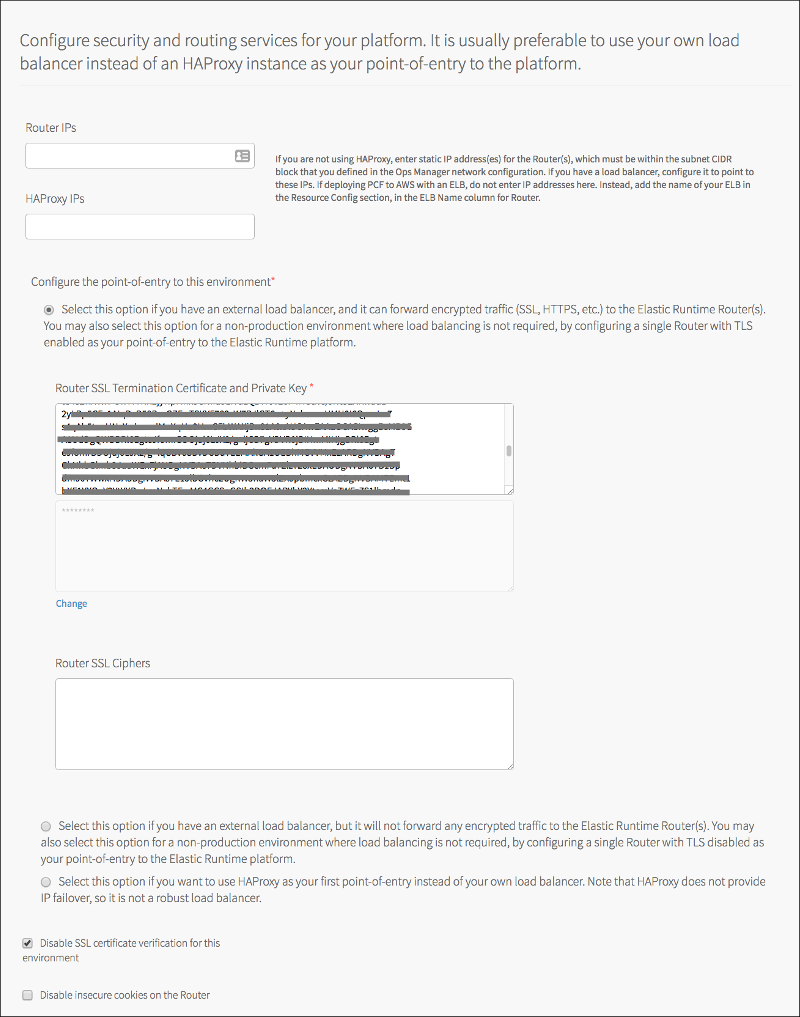 Configure security and routing services for your platform. It is usually preferable to use your own load
balancer instead of an HAProxy instance as your point-of-entry to the platform.
Router IPs
If you are not using HAProxy, enter static IP address(es) for the Router(s), which must be within the subnet CIDR
block that you defined in the Ops Manager network configuration. If you have a load balancer, configure it to point to
these IPs. If deploying PCF to AWS with an ELB, do not enter IP addresses here. Instead, add the name of your ELB in
the Resource Config section, in the ELB Name column for Router.
HAProxy IPs
Configure the point-of-entry to this environment*
Select this option if you have an external load balancer, and it can forward encrypted traffic (SSL, HTTPS, etc.) to the Elastic Runtime Router(s).
You may also select this option for a non-production environment where load balancing is not required, by configuring a single Router with TLS
enabled as your point-of-entry to the Elastic Runtime platform.
Router SSL Termination Certificate and Private Key *
********
Change
Router SSL Ciphers
Select this option if you have an external load balancer, but it will not forward any encrypted traffic to the Elastic Runtime Router(s). You may
also select this option for a non-production environment where load balancing is not required, by configuring a single Router with TLS disabled as
your point-of-entry to the Elastic Runtime platform.
Select this option if you want to use HAProxy as your first point-of-entry instead of your own load balancer. Note that HAProxy does not provide
IP failover, so it is not a robust load balancer.
Disable SSL certificate verification for this
environment
Disable insecure cookies on the Router